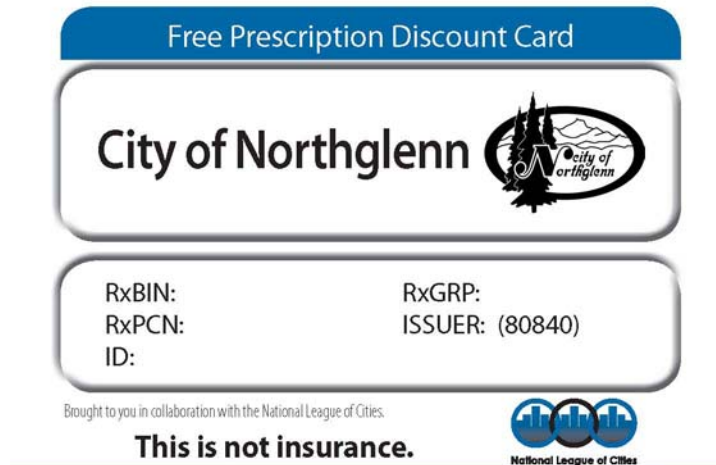 Free Prescription Discount Card
City of Northglenn
city of
Northglenn
RxBIN:
RxGRP:
RxPCN:
ISSUER: (80840)
ID:
Brought to you in collaboration with the National League of Cities.
This is not insurance.
National League of Cities